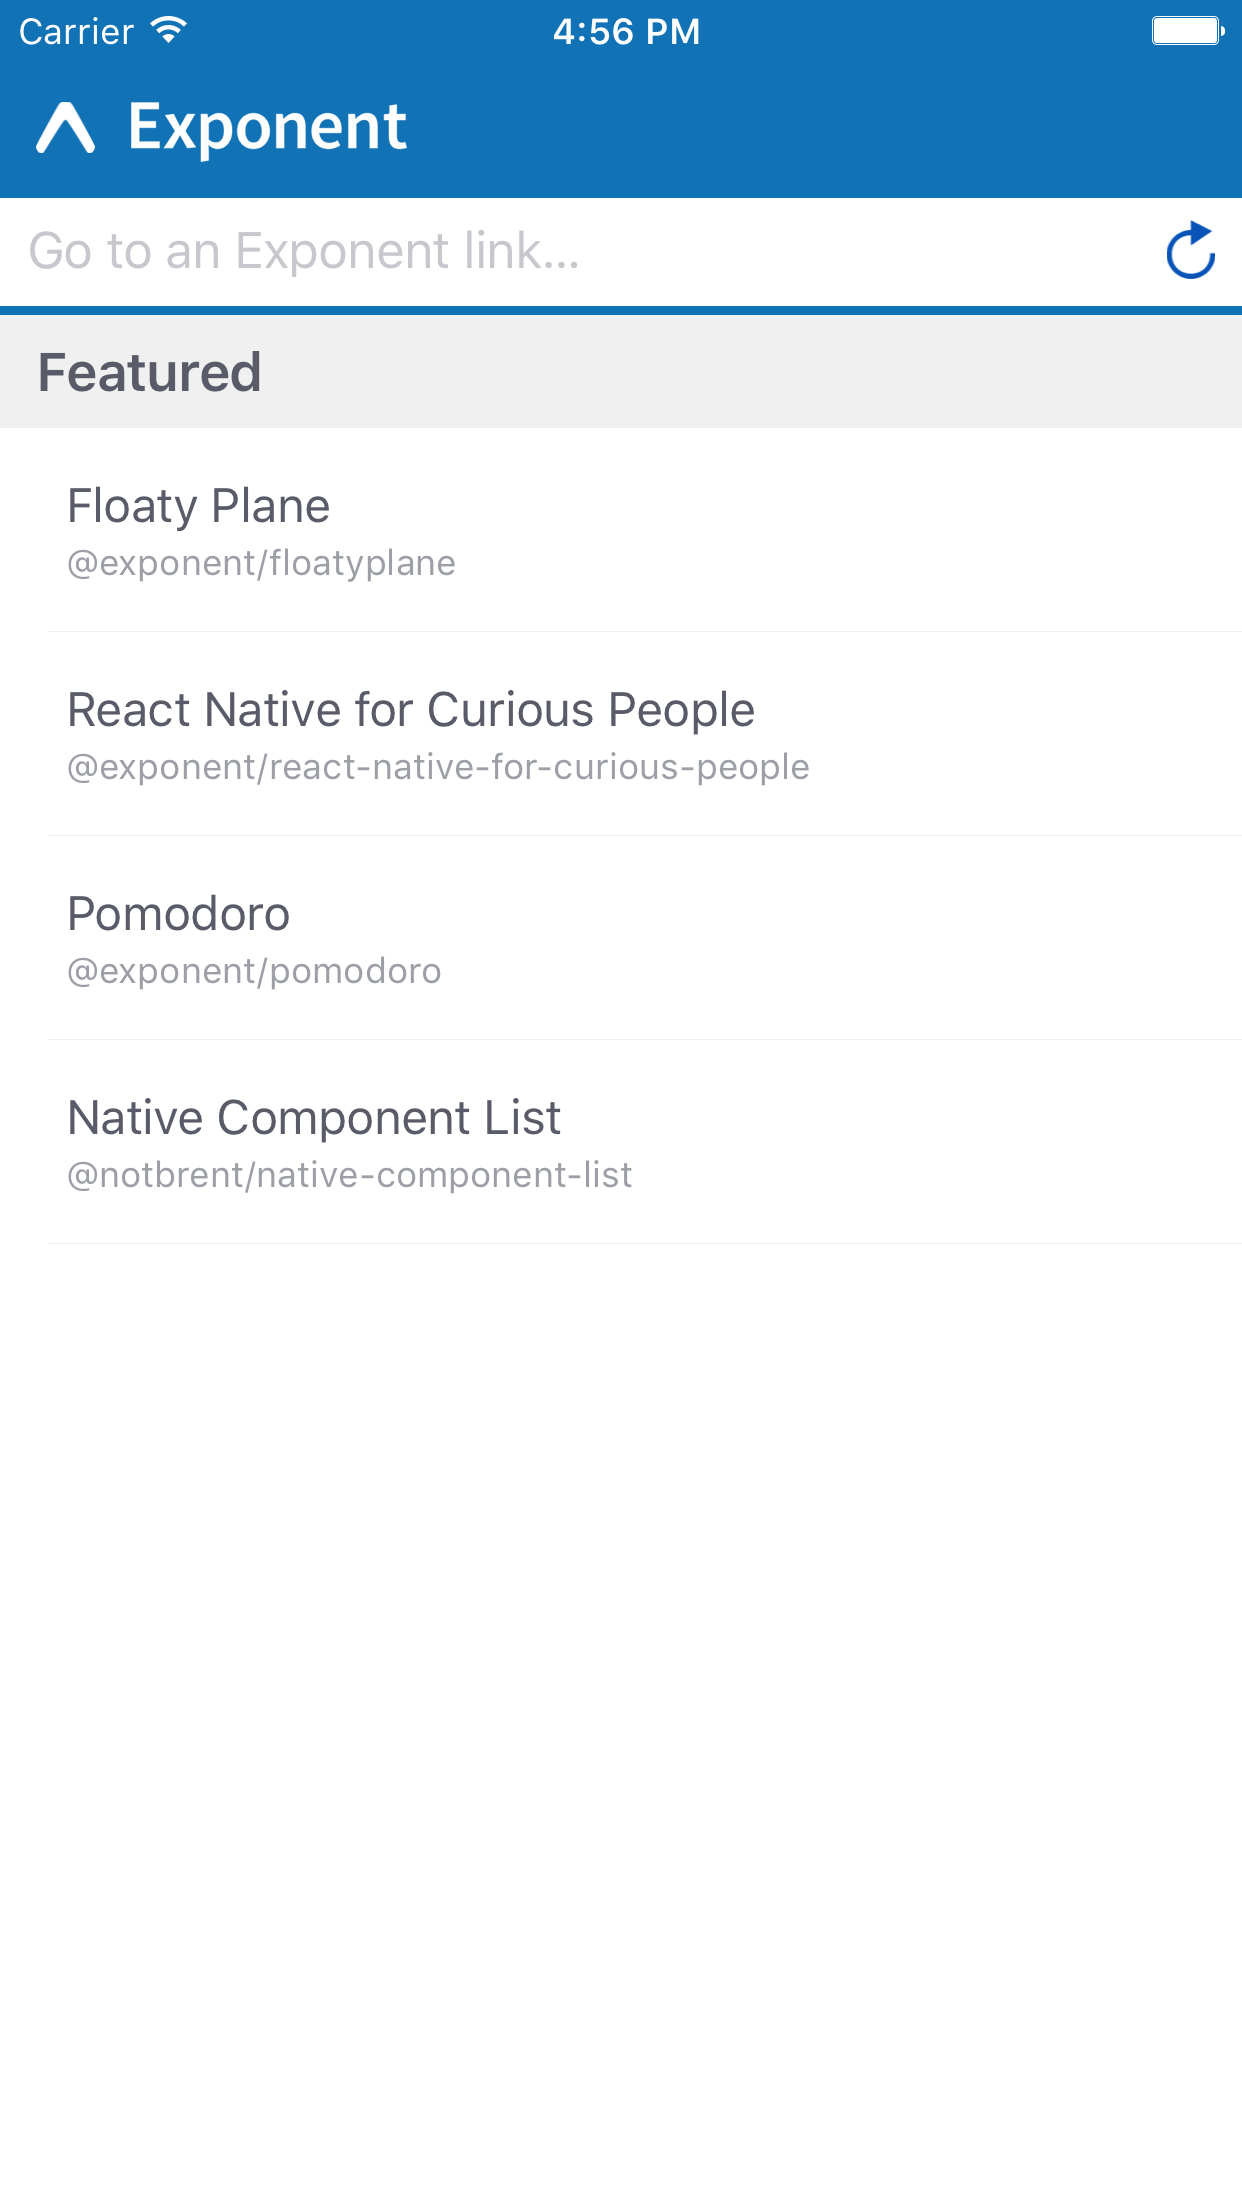 Carrier 4:56 PM
Exponent
Go to an Exponent link...
Featured
Floaty Plane
@exponent/floatyplane
React Native for Curious People
@exponent/react-native-for-curious-people
Pomodoro
@exponent/pomodoro
Native Component List
@notbrent/native-component-list